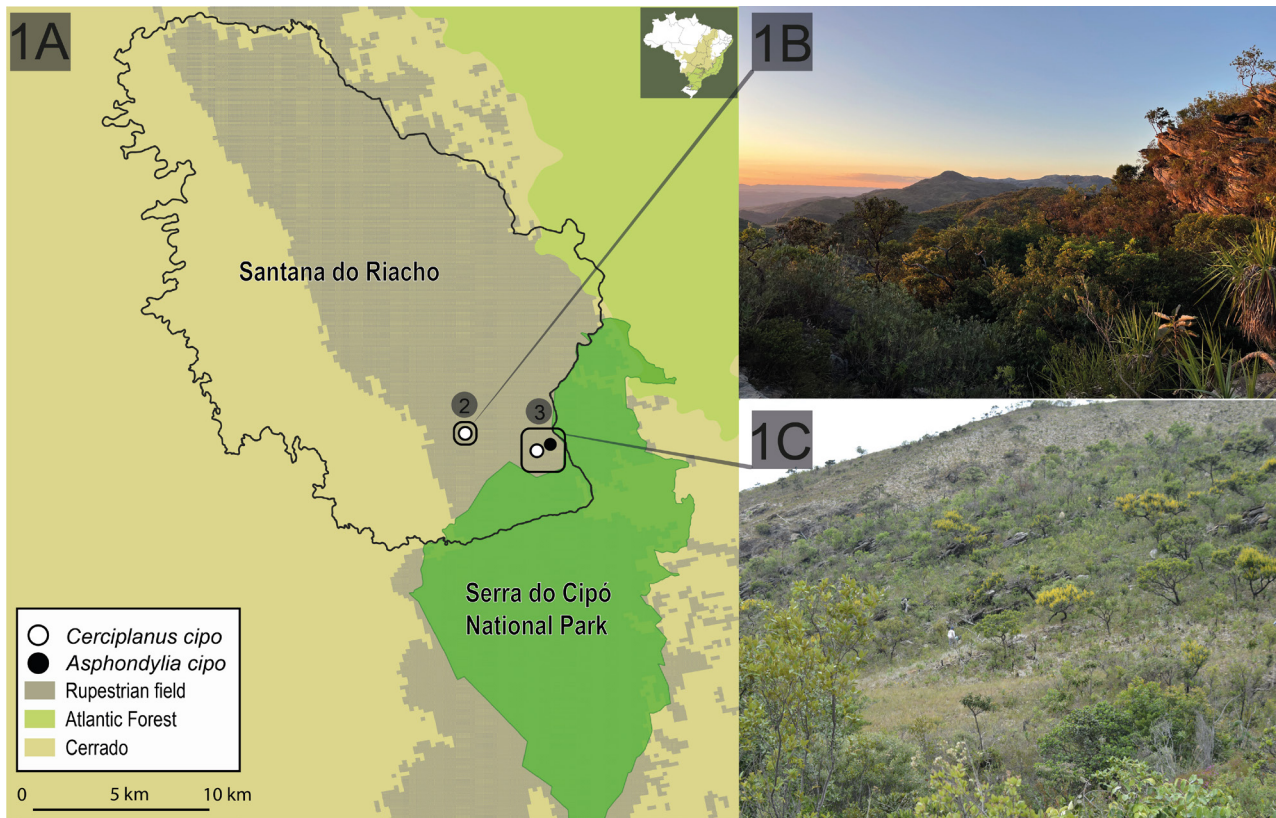 1A
1B
Santana do Riacho
2
3
1C
Serra do Cipó
National Park
Cerciplanus cipo
Asphondylia cipo
Rupestrian field
Atlantic Forest
Cerrado
0 5 km 10 km